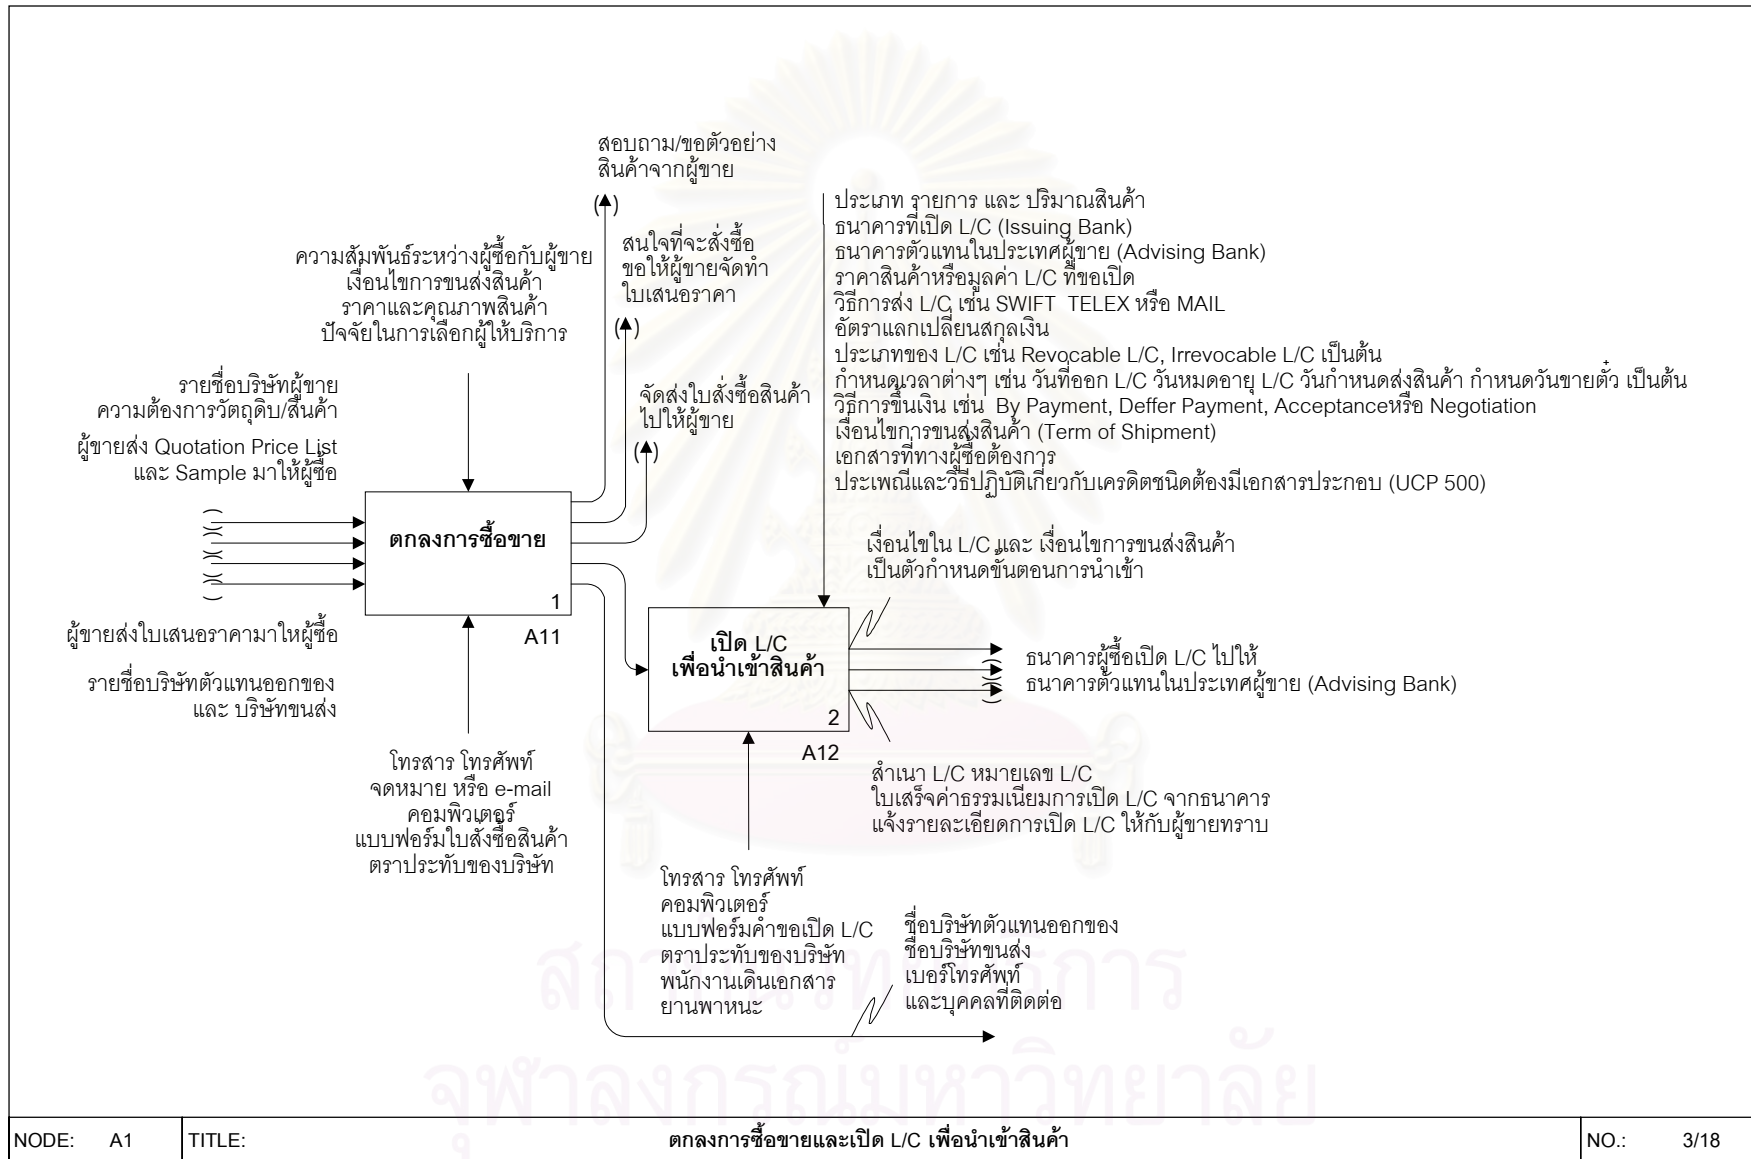 สอบถาม/ขอตัวอย่าง
สินค้าจากผู้ขาย
( )
ความสัมพันธ์ระหว่างผู้ซื้อกับผู้ขาย
เงื่อนไขการขนส่งสินค้า
ราคาและคุณภาพสินค้า
ปัจจัยในการเลือกผู้ให้บริการ
สนใจที่จะสั่งซื้อ
ขอให้ผู้ขายจัดทำ
ใบเสนอราคา
( )
ประเภท รายการ และ ปริมาณสินค้า
ธนาคารที่เปิด L/C (Issuing Bank)
ธนาคารตัวแทนในประเทศผู้ขาย (Advising Bank)
ราคาสินค้าหรือมูลค่า L/C ที่ขอเปิด
วิธีการส่ง L/C เช่น SWIFT TELEX หรือ MAIL
อัตราแลกเปลี่ยนสกุลเงิน
ประเภทของ L/C เช่น Revocable L/C, Irrevocable L/C เป็นต้น
กำหนดเวลาต่างๆ เช่น วันที่ออก L/C วันหมดอายุ L/C วันกำหนดส่งสินค้า กำหนดวันขายตั๋ว เป็นต้น
วิธีการขึ้นเงิน เช่น By Payment, Deffer Payment, Acceptanceหรือ Negotiation
เงื่อนไขการขนส่งสินค้า (Term of Shipment)
เอกสารที่ทางผู้ซื้อต้องการ
ประเพณีและวิธีปฏิบัติเกี่ยวกับเครดิตชนิดต้องมีเอกสารประกอบ (UCP 500)
รายชื่อบริษัทผู้ขาย
ความต้องการวัตถุดิบ/สินค้า
ผู้ขายส่ง Quotation Price List
และ Sample มาให้ผู้ซื้อ
จัดส่งใบสั่งซื้อสินค้า
ไปให้ผู้ขาย
( )
ตกลงการซื้อขาย
1
A11
ผู้ขายส่งใบเสนอราคามาให้ผู้ซื้อ
รายชื่อบริษัทตัวแทนออกของ
และ บริษัทขนส่ง
โทรสาร โทรศัพท์
จดหมาย หรือ e-mail
คอมพิวเตอร์
แบบฟอร์มใบสั่งซื้อสินค้า
ตราประทับของบริษัท
เงื่อนไขใน L/C และ เงื่อนไขการขนส่งสินค้า
เป็นตัวกำหนดขั้นตอนการนำเข้า
เปิด L/C
เพื่อนำเข้าสินค้า
2
A12
ธนาคารผู้ซื้อเปิด L/C ไปให้
ธนาคารตัวแทนในประเทศผู้ขาย (Advising Bank)
สำเนา L/C หมายเลข L/C
ใบเสร็จค่าธรรมเนียมการเปิด L/C จากธนาคาร
แจ้งรายละเอียดการเปิด L/C ให้กับผู้ขายทราบ
โทรสาร โทรศัพท์
คอมพิวเตอร์
แบบฟอร์มคำขอเปิด L/C
ตราประทับของบริษัท
พนักงานเดินเอกสาร
ยานพาหนะ
ชื่อบริษัทตัวแทนออกของ
ชื่อบริษัทขนส่ง
เบอร์โทรศัพท์
และบุคคลที่ติดต่อ
สถาบันวิทยบริการ
จุฬาลงกรณ์มหาวิทยาลัย
NODE: A1 TITLE: ตกลงการซื้อขายและเปิด L/C เพื่อนำเข้าสินค้า NO.: 3/18